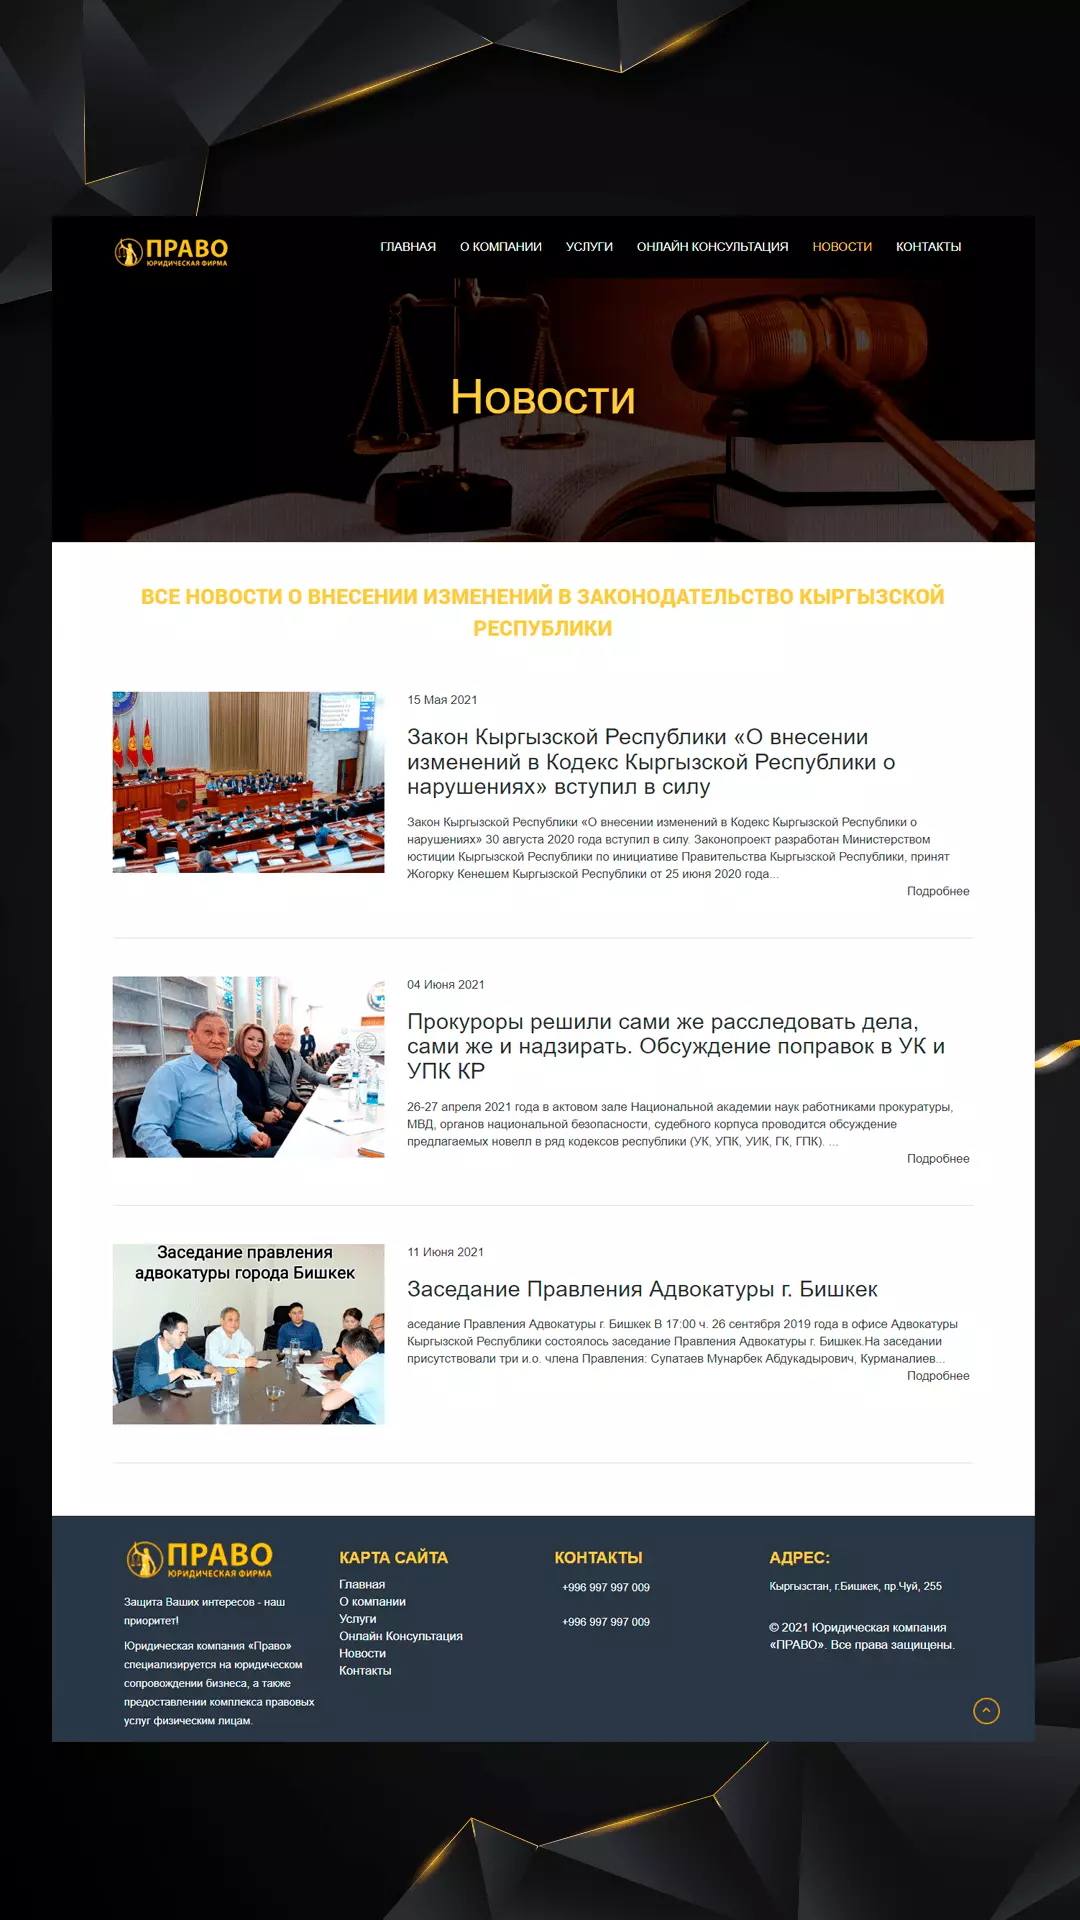 ПРАВО
ЮРИДИЧЕСКАЯ ФИРМА
ГЛАВНАЯ О КОМПАНИИ УСЛУГИ ОНЛАЙН КОНСУЛЬТАЦИЯ НОВОСТИ КОНТАКТЫ
Новости
ВСЕ НОВОСТИ О ВНЕСЕНИИ ИЗМЕНЕНИЙ В ЗАКОНОДАТЕЛЬСТВО КЫРГЫЗСКОЙ
РЕСПУБЛИКИ
15 Мая 2021
Закон Кыргызской Республики «О внесении
изменений в Кодекс Кыргызской Республики о
нарушениях» вступил в силу
Закон Кыргызской Республики «О внесении изменений в Кодекс Кыргызской Республики о
нарушениях» 30 августа 2020 года вступил в силу. Законопроект разработан Министерством
юстиции Кыргызской Республики по инициативе Правительства Кыргызской Республики, принят
Жогорку Кенешем Кыргызской Республики от 25 июня 2020 года...
Подробнее
04 Июня 2021
Прокуроры решили сами же расследовать дела,
сами же и надзирать. Обсуждение поправок в УК и
УПК КР
26-27 апреля 2021 года в актовом зале Национальной академии наук работниками прокуратуры,
МВД, органов национальной безопасности, судебного корпуса проводится обсуждение
предлагаемых новелл в ряд кодексов республики (УК, УПК, УИК, ГК, ГПК). ...
Подробнее
Заседание правления
адвокатуры города Бишкек
11 Июня 2021
Заседание Правления Адвокатуры г. Бишкек
аседание Правления Адвокатуры г. Бишкек В 17:00 ч. 26 сентября 2019 года в офисе Адвокатуры
Кыргызской Республики состоялось заседание Правления Адвокатуры г. Бишкек.На заседании
присутствовали три и.о. члена Правления: Супатаев Мунарбек Абдукадырович, Курманалиев...
Подробнее
ПРАВО
ЮРИДИЧЕСКАЯ ФИРМА
Защита Ваших интересов - наш
приоритет!
Юридическая компания «Право»
специализируется на юридическом
сопровождении бизнеса, а также
предоставлении комплекса правовых
услуг физическим лицам.
КАРТА САЙТА
Главная
О компании
Услуги
Онлайн Консультация
Новости
Контакты
КОНТАКТЫ
+996 997 997 009
+996 997 997 009
АДРЕС:
Кыргызстан, г.Бишкек, пр.Чуй, 255
© 2021 Юридическая компания
«ПРАВО». Все права защищены.